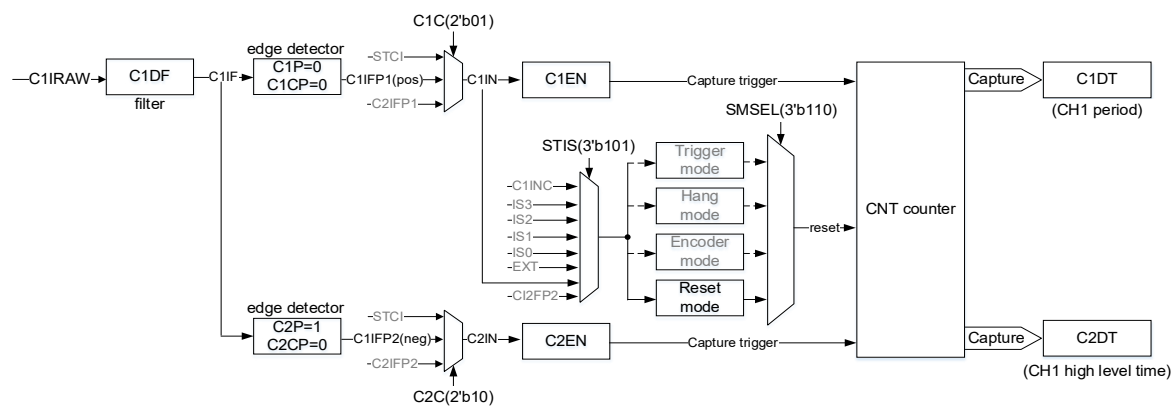 C1C(2'b01)
edge detector
C1IRAW
C1DF
filter
C1IF
C1P=0
C1CP=0
STCI
C1IFP1(pos)
C2IFP1
C1IN
C1EN
Capture trigger
Capture
C1DT
(CH1 period)
SMSEL(3'b110)
STIS(3'b101)
C1INC
IS3
IS2
IS1
IS0
EXT
CI2FP2
Trigger
mode
Hang
mode
Encoder
mode
Reset
mode
reset
CNT counter
edge detector
C2P=1
C2CP=0
STCI
C1IFP2(neg)
C2IFP2
C2IN
C2EN
Capture trigger
Capture
C2DT
(CH1 high level time)
C2C(2'b10)